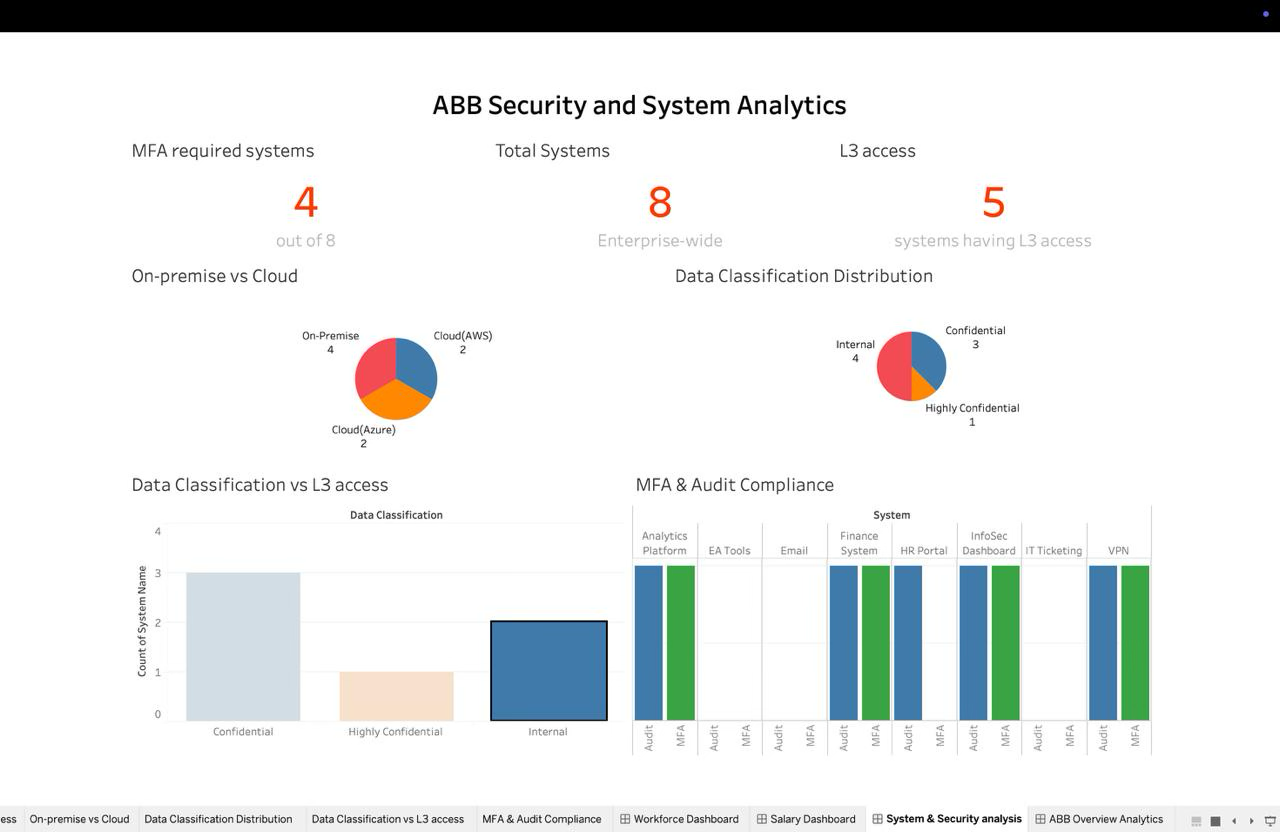 ABB Security and System Analytics
MFA required systems
Total Systems
L3 access
4
8
5
out of 8
Enterprise-wide
systems having L3 access
On-premise vs Cloud
Data Classification Distribution
On-Premise
4
Cloud(AWS)
2
Cloud(Azure)
2
Internal
4
Confidential
3
Highly Confidential
1
Data Classification vs L3 access
Data Classification
Count of System Name
4
3
2
1
0
Confidential
Highly Confidential
Internal
MFA & Audit Compliance
System
Analytics
Platform
EA Tools
Email
Finance
System
HR Portal
InfoSec
Dashboard
IT Ticketing
VPN
Audit
MFA
Audit
MFA
Audit
MFA
Audit
MFA
Audit
MFA
Audit
MFA
Audit
MFA
Audit
MFA
ess
On-premise vs Cloud
Data Classification Distribution
Data Classification vs L3 access
MFA & Audit Compliance
Workforce Dashboard
Salary Dashboard
System & Security analysis
ABB Overview Analytics